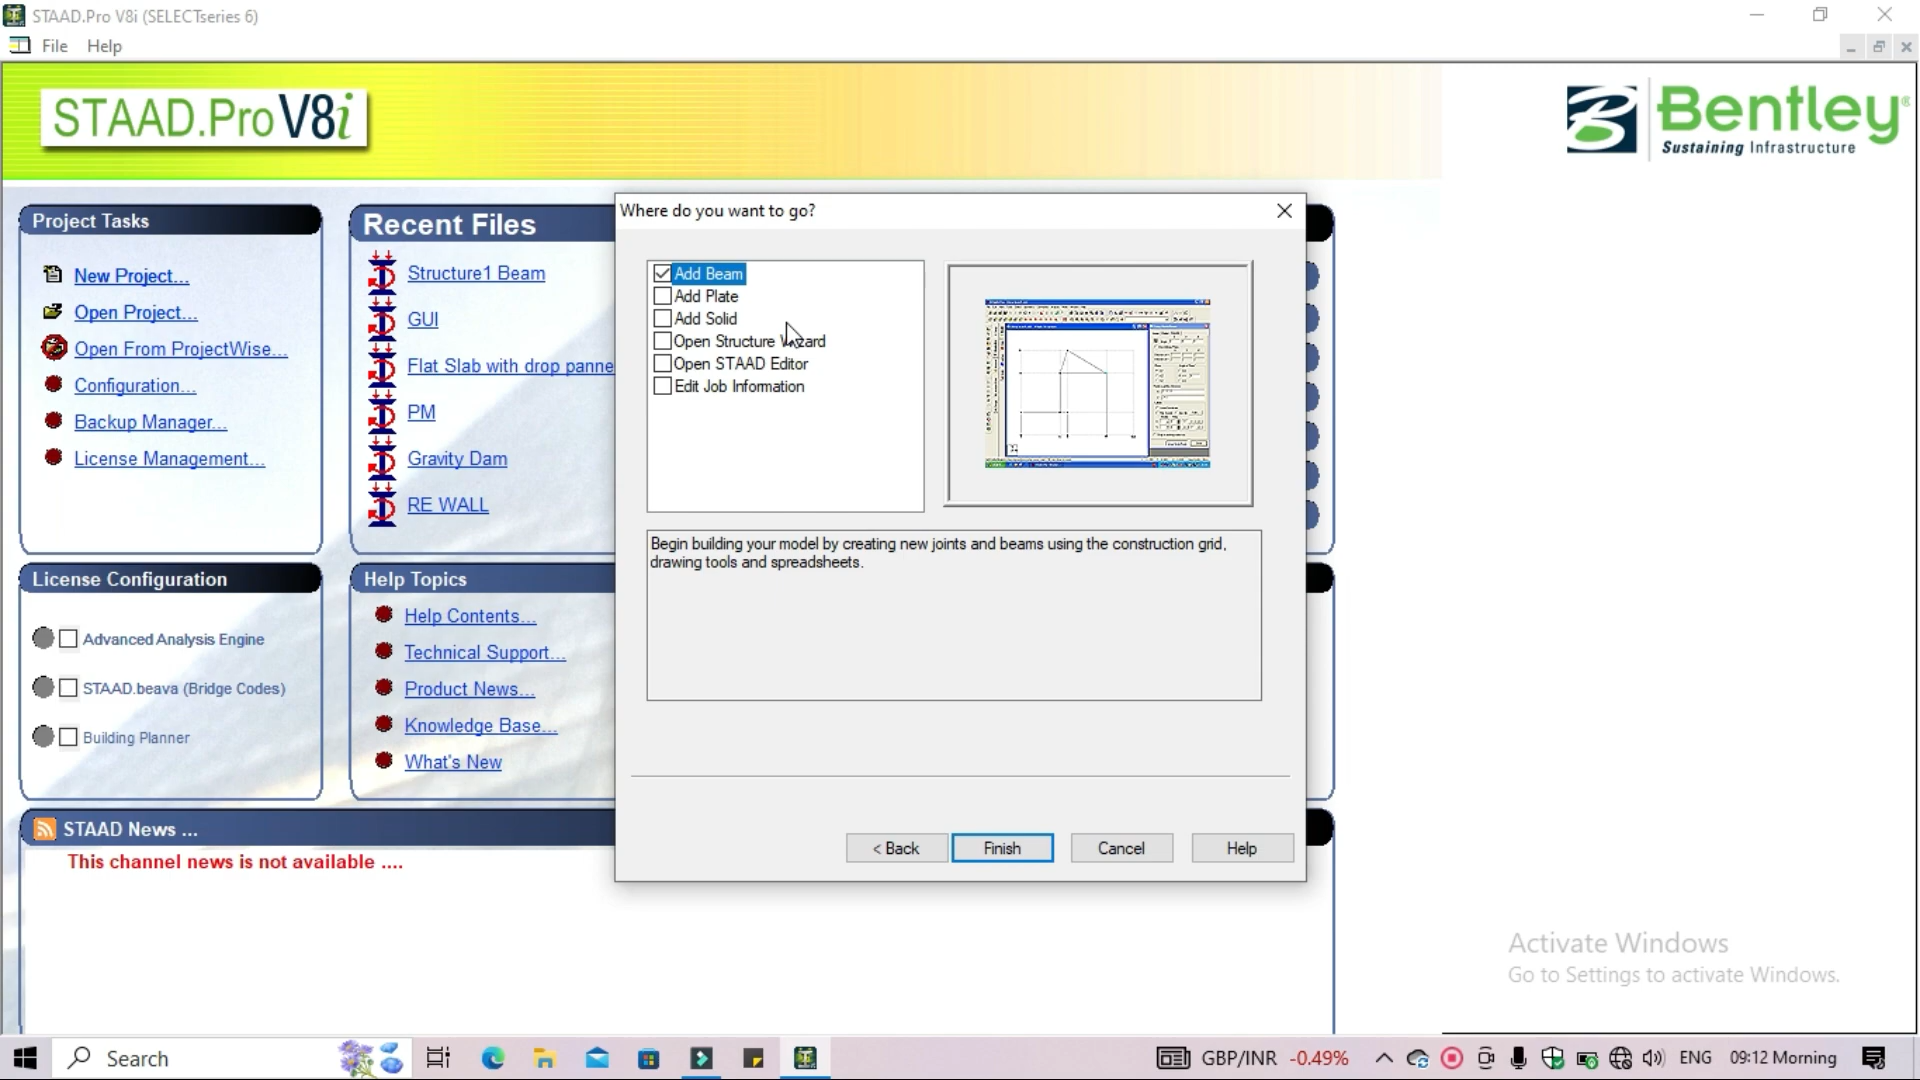 STAAD.Pro V8i (SELECTseries 6)
File Help
STAAD.Pro V8i
Bentley®
Sustaining Infrastructure
Project Tasks
New Project...
Open Project...
Open From ProjectWise...
Configuration...
Backup Manager...
License Management...
Recent Files
Structure1 Beam
GUI
Flat Slab with drop panne
PM
Gravity Dam
RE WALL
Where do you want to go?
Add Beam
Add Plate
Add Solid
Open Structure Wizard
Open STAAD Editor
Edit Job Information
Begin building your model by creating new joints and beams using the construction grid,
drawing tools and spreadsheets.
< Back
Finish
Cancel
Help
License Configuration
Advanced Analysis Engine
STAAD.beava (Bridge Codes)
Building Planner
Help Topics
Help Contents...
Technical Support...
Product News...
Knowledge Base...
What's New
STAAD News ...
This channel news is not available ....
Activate Windows
Go to Settings to activate Windows.
Search
GBP/INR -0.49%
ENG
09:12 Morning